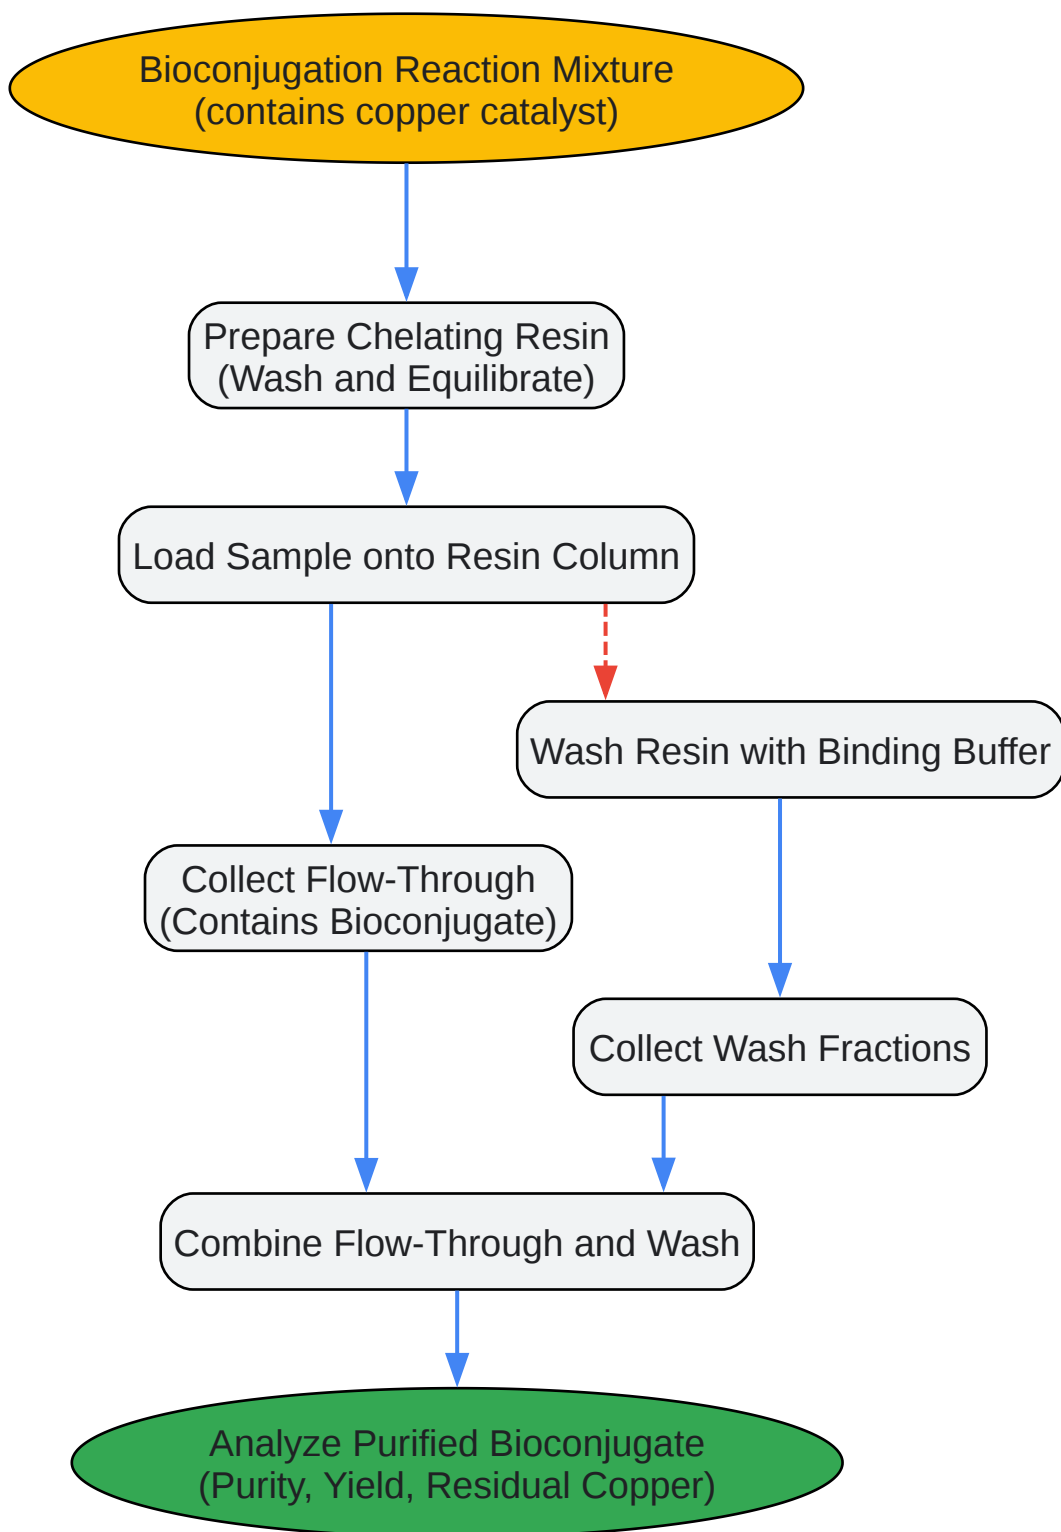 Bioconjugation Reaction Mixture
(contains copper catalyst)
Prepare Chelating Resin
(Wash and Equilibrate)
Load Sample onto Resin Column
Wash Resin with Binding Buffer
Collect Flow-Through
(Contains Bioconjugate)
Collect Wash Fractions
Combine Flow-Through and Wash
Analyze Purified Bioconjugate
(Purity, Yield, Residual Copper)